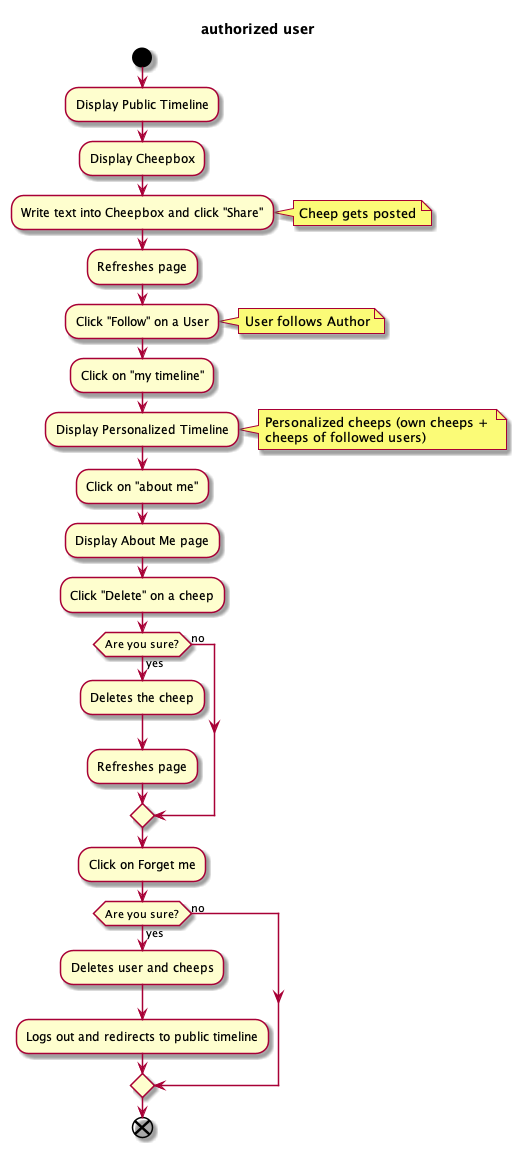 authorized user
Display Public Timeline
Display Cheepbox
Write text into Cheepbox and click "Share"
Cheep gets posted
Refreshes page
Click "Follow" on a User
User follows Author
Click on "my timeline"
Display Personalized Timeline
Personalized cheeps (own cheeps +
cheeps of followed users)
Click on "about me"
Display About Me page
Click "Delete" on a cheep
Are you sure?
no
yes
Deletes the cheep
Refreshes page
Click on Forget me
Are you sure?
no
yes
Deletes user and cheeps
Logs out and redirects to public timeline